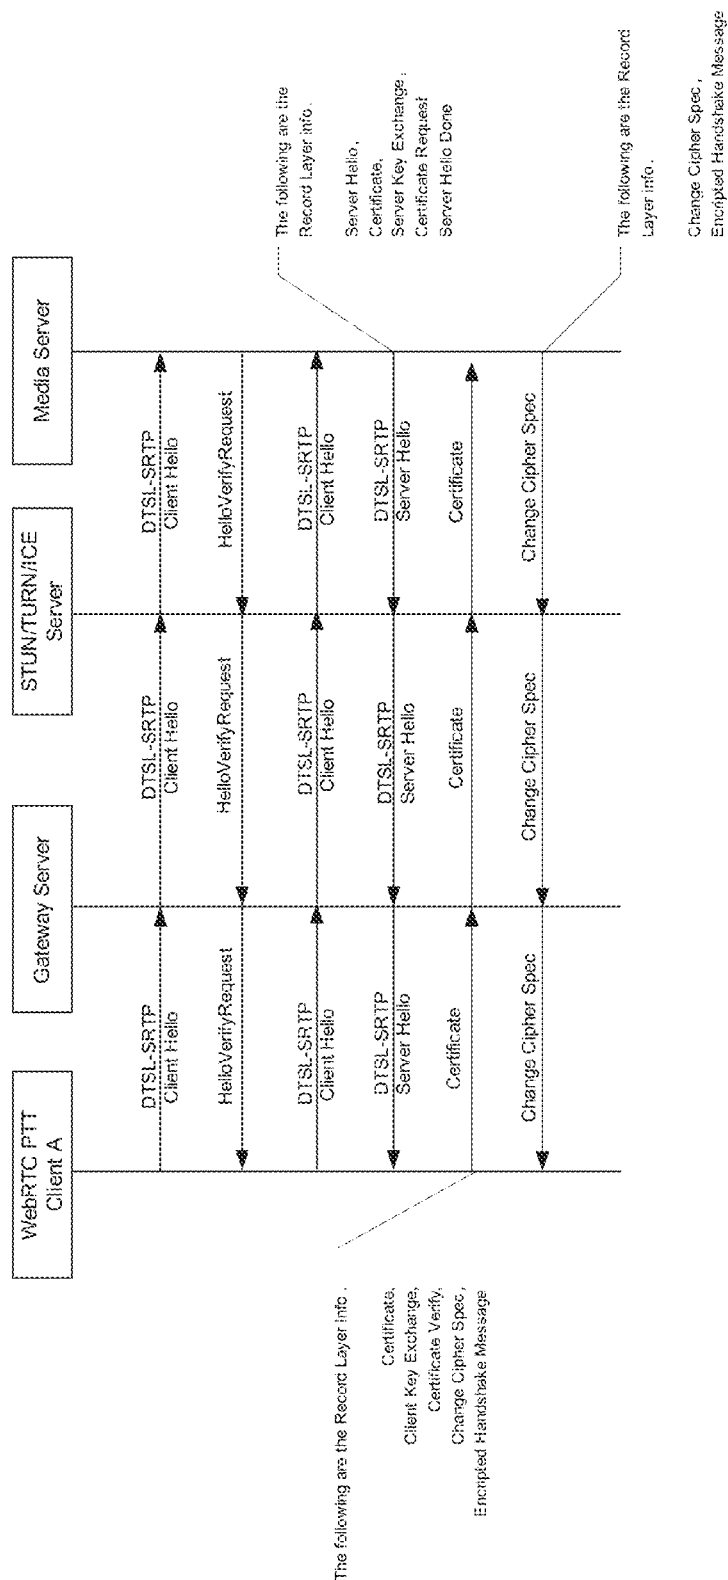 WebRTC PTT
Client A
Gateway Server
STUN/TURN/ICE
Server
Media Server
DTSL-SRTP
Client Hello
DTSL-SRTP
Client Hello
DTSL-SRTP
Client Hello
HelloVerifyRequest
HelloVerifyRequest
HelloVerifyRequest
DTSL-SRTP
Client Hello
DTSL-SRTP
Client Hello
DTSL-SRTP
Client Hello
DTSL-SRTP
Server Hello
DTSL-SRTP
Server Hello
DTSL-SRTP
Server Hello
Certificate
Certificate
Certificate
Change Cipher Spec
Change Cipher Spec
Change Cipher Spec
The following are the Record Layer Info.
Certificate,
Client Key Exchange,
Certificate Verify,
Change Cipher Spec,
Encripted Handshake Message
The following are the
Record Layer info.
Server Hello,
Certificate,
Server Key Exchange,
Certificate Request
Server Hello Done
The following are the Record
Layer info.
Change Cipher Spec,
Encripted Handshake Message